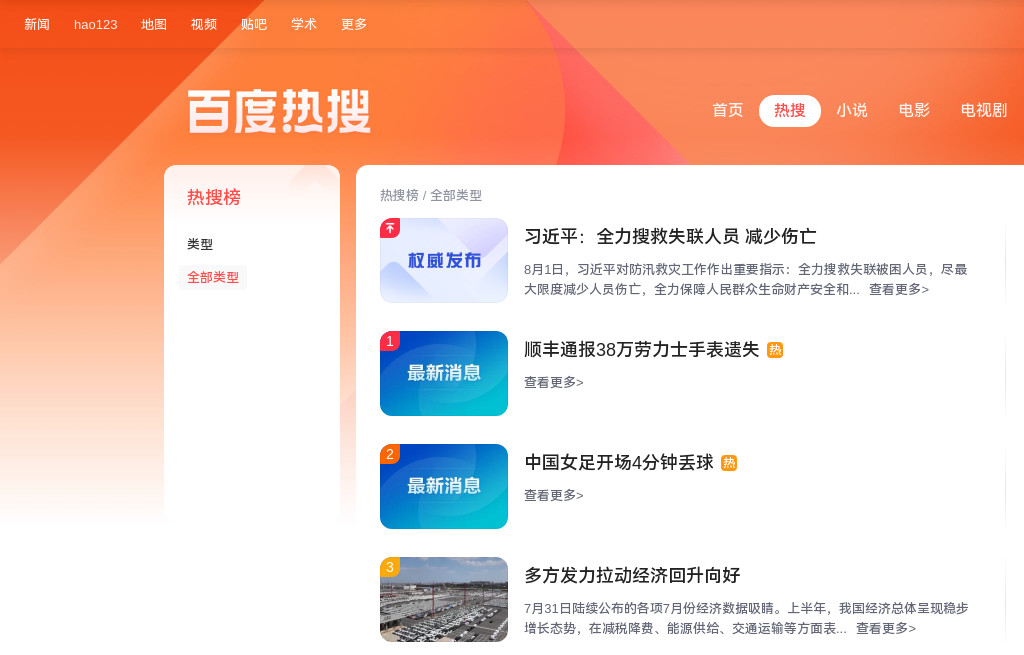 新闻 hao123 地图 视频 贴吧 学术 更多
百度热搜
首页 热搜 小说 电影 电视剧
热搜榜
类型
全部类型
热搜榜 / 全部类型
权威发布
习近平：全力搜救失联人员 减少伤亡
8月1日，习近平对防汛救灾工作作出重要指示：全力搜救失联被困人员，尽最
大限度减少人员伤亡，全力保障人民群众生命财产安全和... 查看更多>
1
最新消息
顺丰通报38万劳力士手表遗失 热
查看更多>
2
最新消息
中国女足开场4分钟丢球 热
查看更多>
3
多方发力拉动经济回升向好
7月31日陆续公布的各项7月份经济数据吸睛。上半年，我国经济总体呈现稳步
增长态势，在减税降费、能源供给、交通运输等方面表... 查看更多>